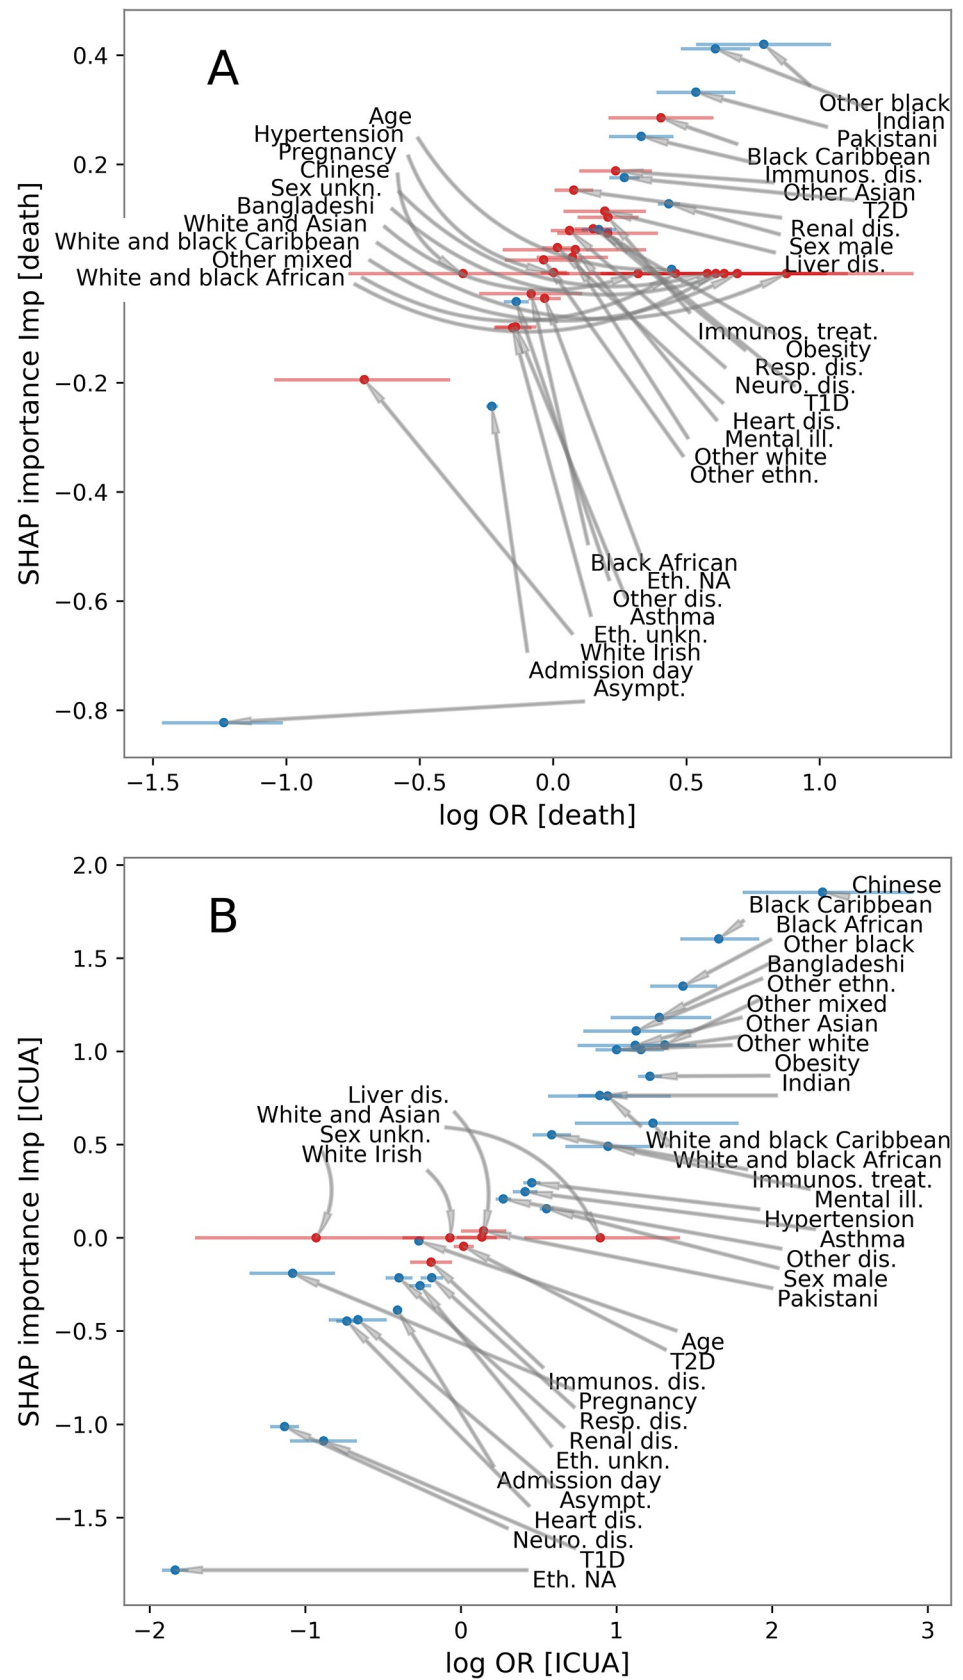 A
0.4
0.2
−0.2
−0.4
−0.6
−0.8
SHAP importance Imp [death]
Age
Hypertension
Pregnancy
Chinese
Sex unkn.
Bangladeshi
White and Asian
White and black Caribbean
Other mixed
White and black African
Other black
Indian
Pakistani
Black Caribbean
Immunos. dis.
Other Asian
T2D
Renal dis.
Sex male
Liver dis.
Immunos. treat.
Obesity
Resp. dis.
Neuro. dis.
T1D
Heart dis.
Mental ill.
Other white
Other ethn.
Black African
Eth. NA
Other dis.
Asthma
Eth. unkn.
White Irish
Admission day
Asympt.
−1.5 −1.0 −0.5 0.0 0.5 1.0
log OR [death]
B
2.0
1.5
1.0
0.5
0.0
−0.5
−1.0
−1.5
SHAP importance Imp [ICUA]
Chinese
Black Caribbean
Black African
Other black
Bangladeshi
Other ethn.
Other mixed
Other Asian
Other white
Obesity
Indian
Liver dis.
White and Asian
Sex unkn.
White Irish
White and black Caribbean
White and black African
Immunos. treat.
Mental ill.
Hypertension
Asthma
Other dis.
Sex male
Pakistani
Age
T2D
Immunos. dis.
Pregnancy
Resp. dis.
Renal dis.
Eth. unkn.
Admission day
Asympt.
Heart dis.
Neuro. dis.
T1D
Eth. NA
−2 −1 0 1 2 3
log OR [ICUA]